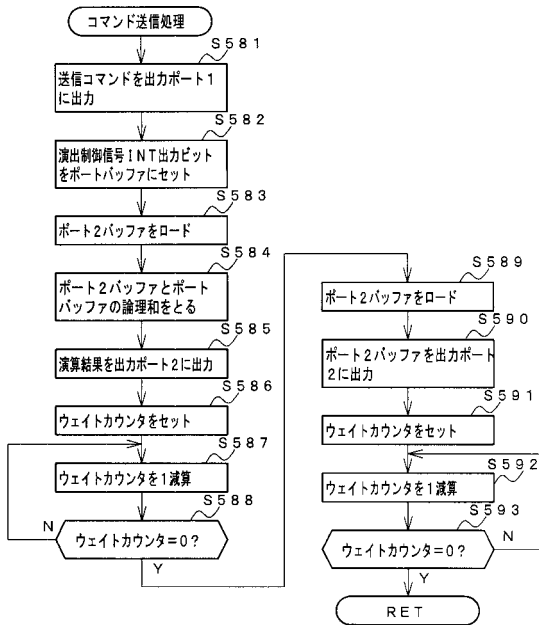 コマンド送信処理
S581
送信コマンドを出力ポート1
に出力
S582
演出制御信号INT出力ビット
をポートバッファにセット
S583
ポート2バッファをロード
S584
ポート2バッファとポート
バッファの論理和をとる
S585
演算結果を出力ポート2に出力
S586
ウェイトカウンタをセット
S587
ウェイトカウンタを1減算
S588
ウェイトカウンタ=0?
N
Y
S589
ポート2バッファをロード
S590
ポート2バッファを出力ポート
2に出力
S591
ウェイトカウンタをセット
S592
ウェイトカウンタを1減算
S593
ウェイトカウンタ=0?
N
Y
RET